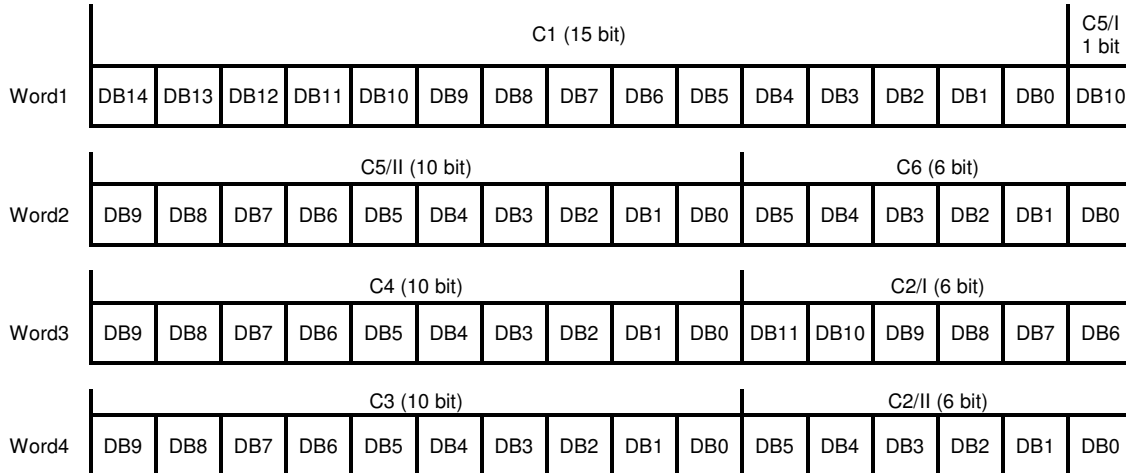 C1 (15 bit) C5/I
1 bit
Word1 DB14 DB13 DB12 DB11 DB10 DB9 DB8 DB7 DB6 DB5 DB4 DB3 DB2 DB1 DB0 DB10
C5/II (10 bit) C6 (6 bit)
Word2 DB9 DB8 DB7 DB6 DB5 DB4 DB3 DB2 DB1 DB0 DB5 DB4 DB3 DB2 DB1 DB0
C4 (10 bit) C2/I (6 bit)
Word3 DB9 DB8 DB7 DB6 DB5 DB4 DB3 DB2 DB1 DB0 DB11 DB10 DB9 DB8 DB7 DB6
C3 (10 bit) C2/II (6 bit)
Word4 DB9 DB8 DB7 DB6 DB5 DB4 DB3 DB2 DB1 DB0 DB5 DB4 DB3 DB2 DB1 DB0